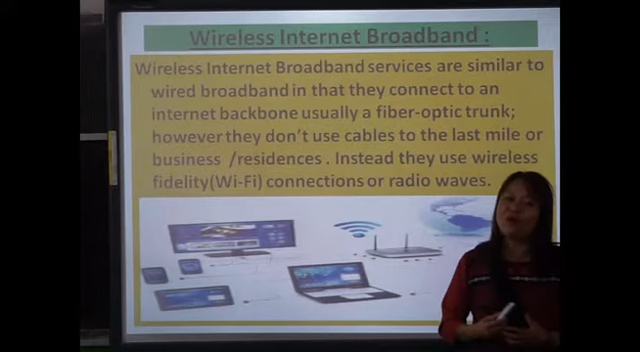 Wireless Internet Broadband :
Wireless Internet Broadband services are similar to
wired broadband in that they connect to an
internet backbone usually a fiber-optic trunk;
however they don't use cables to the last mile or
business /residences . Instead they use wireless
fidelity(Wi-Fi) connections or radio waves.